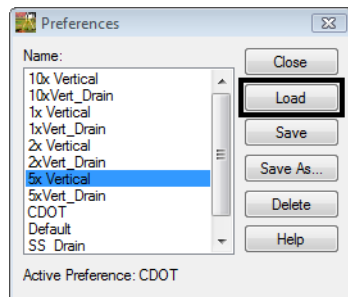 Preferences
Name:
10x Vertical
10xVert_Drain
1x Vertical
1xVert_Drain
2x Vertical
2xVert_Drain
5x Vertical
5xVert_Drain
CDOT
Default
SS_Drain
Close
Load
Save
Save As...
Delete
Help
Active Preference: CDOT